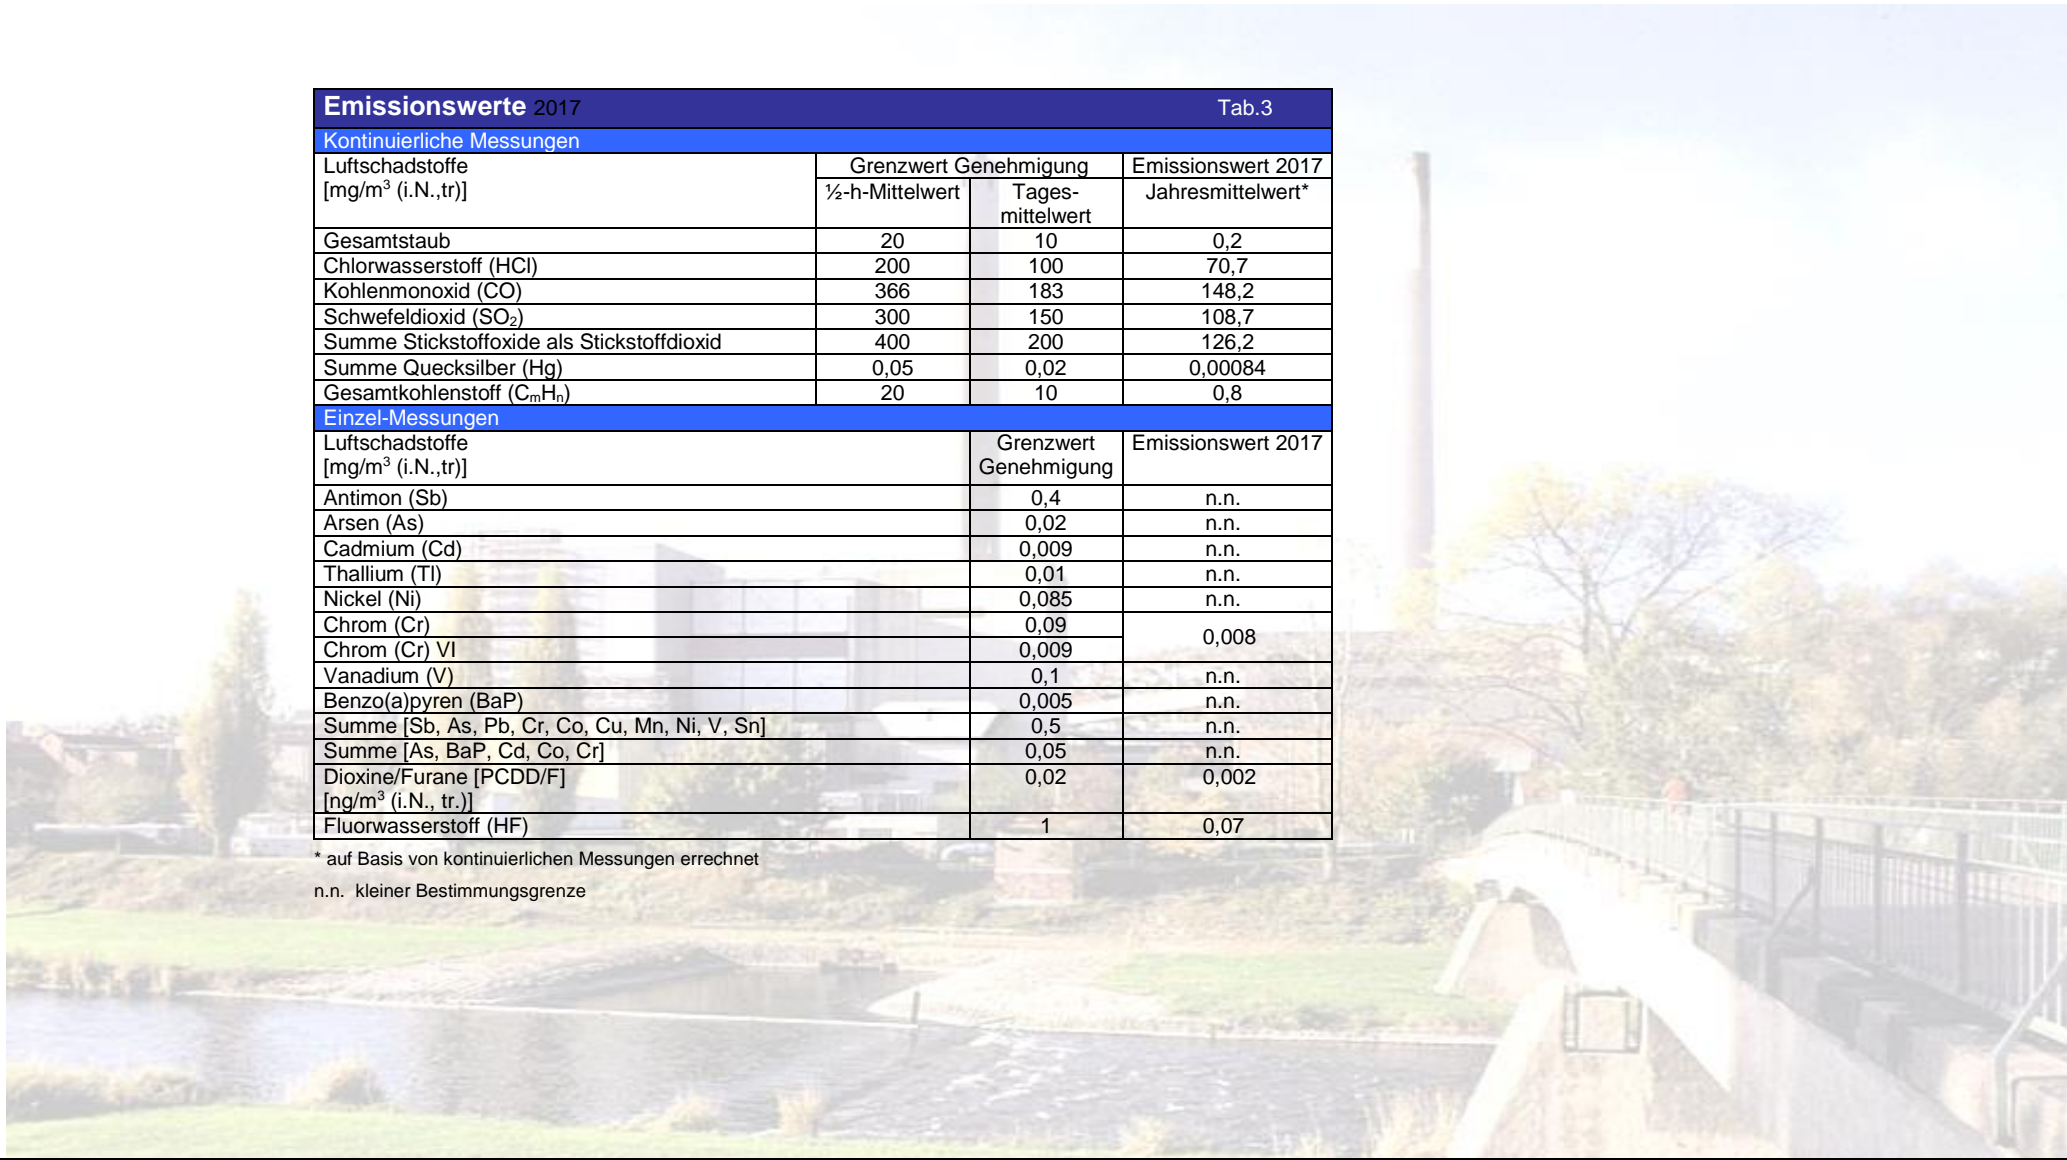 Emissionswerte 2017 Tab.3
Kontinuierliche Messungen
Luftschadstoffe Grenzwert Genehmigung Emissionswert 2017
[mg/m³ (i.N.,tr)] ½-h-Mittelwert Tages- Jahresmittelwert*
mittelwert
Gesamtstaub 20 10 0,2
Chlorwasserstoff (HCl) 200 100 70,7
Kohlenmonoxid (CO) 366 183 148,2
Schwefeldioxid (SO₂) 300 150 108,7
Summe Stickstoffoxide als Stickstoffdioxid 400 200 126,2
Summe Quecksilber (Hg) 0,05 0,02 0,00084
Gesamtkohlenstoff (CₘHₙ) 20 10 0,8
Einzel-Messungen
Luftschadstoffe Grenzwert Emissionswert 2017
[mg/m³ (i.N.,tr)] Genehmigung
Antimon (Sb) 0,4 n.n.
Arsen (As) 0,02 n.n.
Cadmium (Cd) 0,009 n.n.
Thallium (Tl) 0,01 n.n.
Nickel (Ni) 0,085 n.n.
Chrom (Cr) 0,09 0,008
Chrom (Cr) VI 0,009
Vanadium (V) 0,1 n.n.
Benzo(a)pyren (BaP) 0,005 n.n.
Summe [Sb, As, Pb, Cr, Co, Cu, Mn, Ni, V, Sn] 0,5 n.n.
Summe [As, BaP, Cd, Co, Cr] 0,05 n.n.
Dioxine/Furane [PCDD/F] 0,02 0,002
[ng/m³ (i.N., tr.)]
Fluorwasserstoff (HF) 1 0,07
* auf Basis von kontinuierlichen Messungen errechnet
n.n. kleiner Bestimmungsgrenze